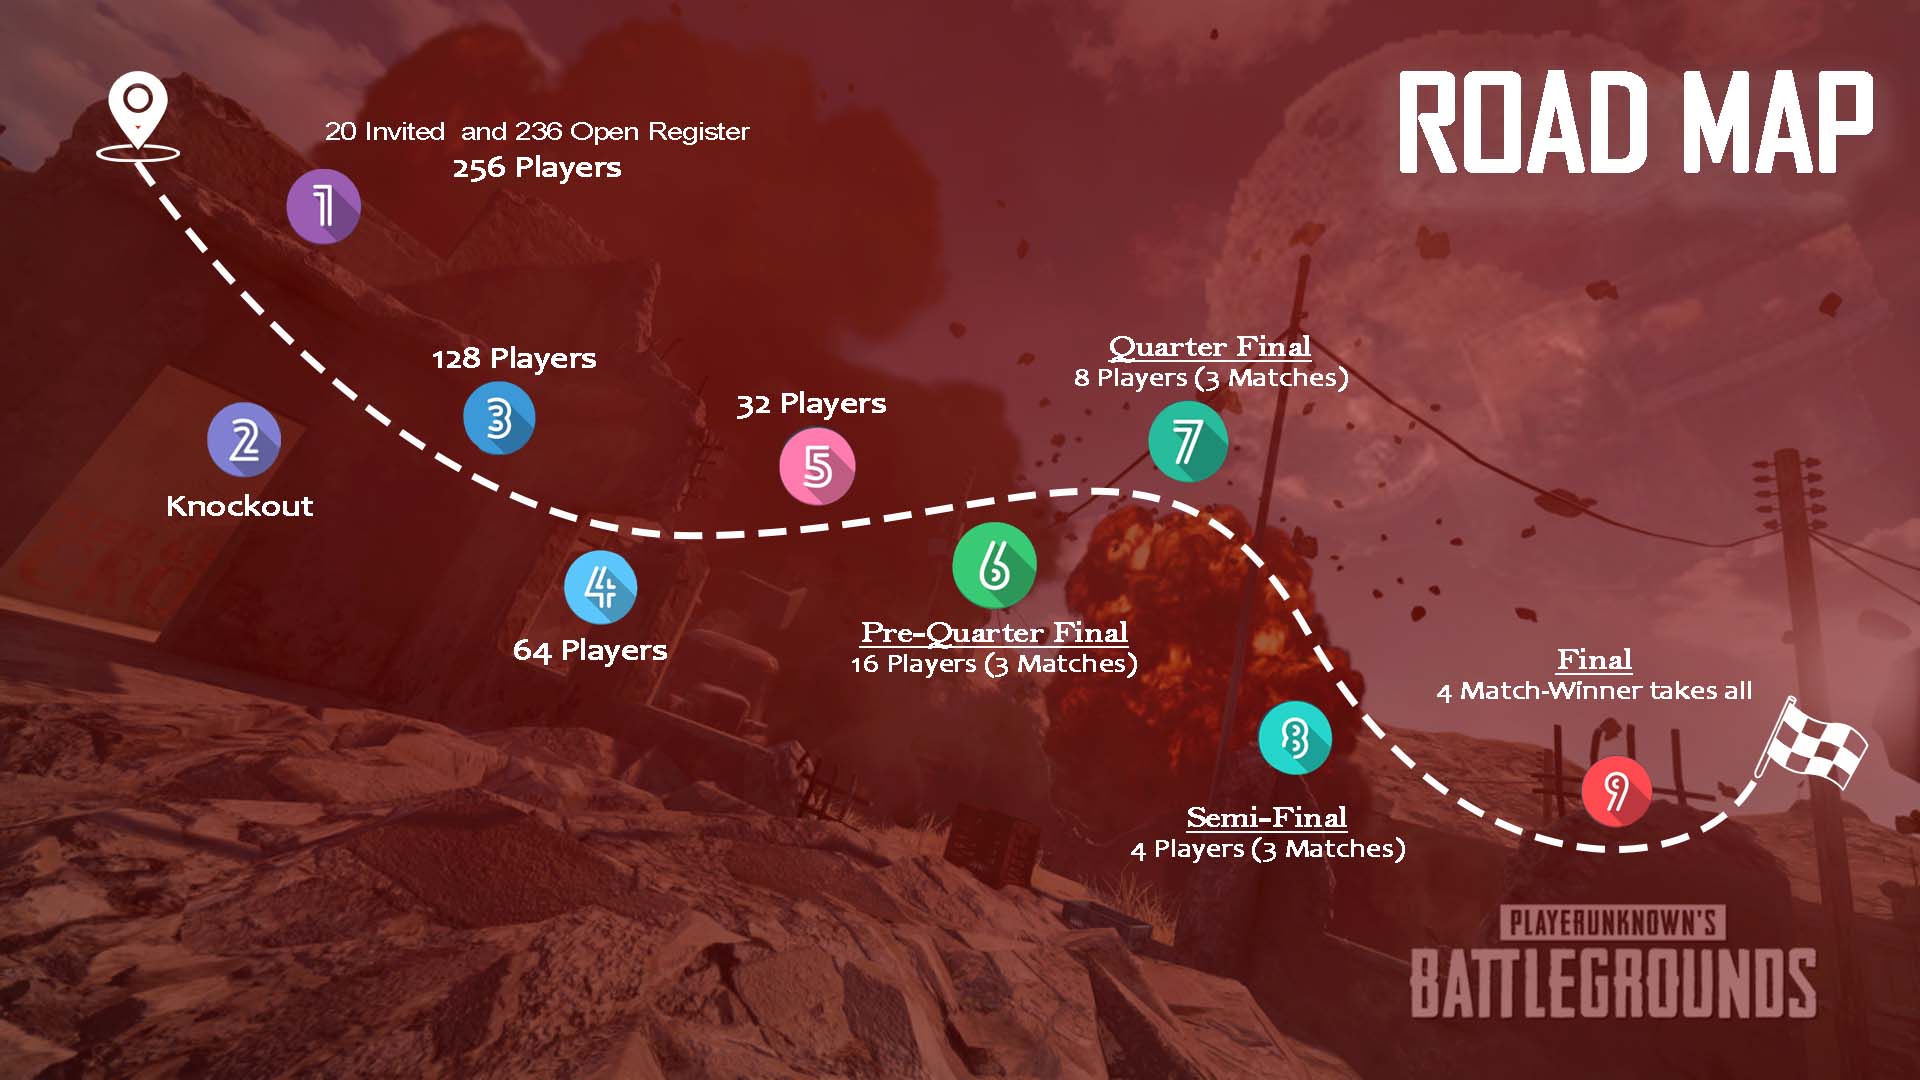 ROAD MAP
20 Invited and 236 Open Register
256 Players
1
2
Knockout
128 Players
3
4
64 Players
32 Players
5
6
Pre-Quarter Final
16 Players (3 Matches)
Quarter Final
8 Players (3 Matches)
7
8
Semi-Final
4 Players (3 Matches)
Final
4 Match-Winner takes all
9
PLAYERUNKNOWN'S
BATTLEGROUNDS